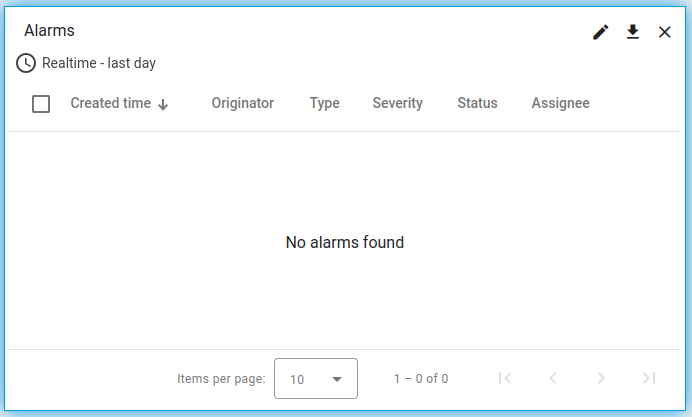 Alarms
Realtime - last day
Created time Originator Type Severity Status Assignee
No alarms found
Items per page: 10 1 – 0 of 0